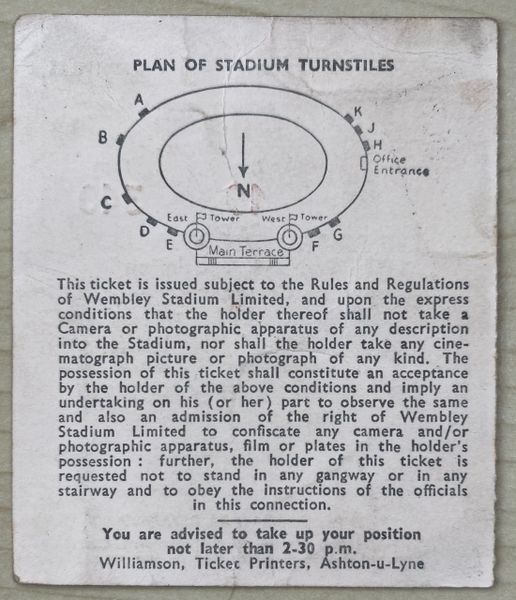 PLAN OF STADIUM TURNSTILES
A
B
C
D
E
K
J
H
Office
Entrance
N
East Tower
West Tower
F
G
Main Terrace
This ticket is issued subject to the Rules and Regulations
of Wembley Stadium Limited, and upon the express
conditions that the holder thereof shall not take a
Camera or photographic apparatus of any description
into the Stadium, nor shall the holder take any cine-
matograph picture or photograph of any kind. The
possession of this ticket shall constitute an acceptance
by the holder of the above conditions and imply an
undertaking on his (or her) part to observe the same
and also an admission of the right of Wembley
Stadium Limited to confiscate any camera and/or
photographic apparatus, film or plates in the holder's
possession : further, the holder of this ticket is
requested not to stand in any gangway or in any
stairway and to obey the instructions of the officials
in this connection.
You are advised to take up your position
not later than 2-30 p.m.
Williamson, Ticket Printers, Ashton-u-Lyne